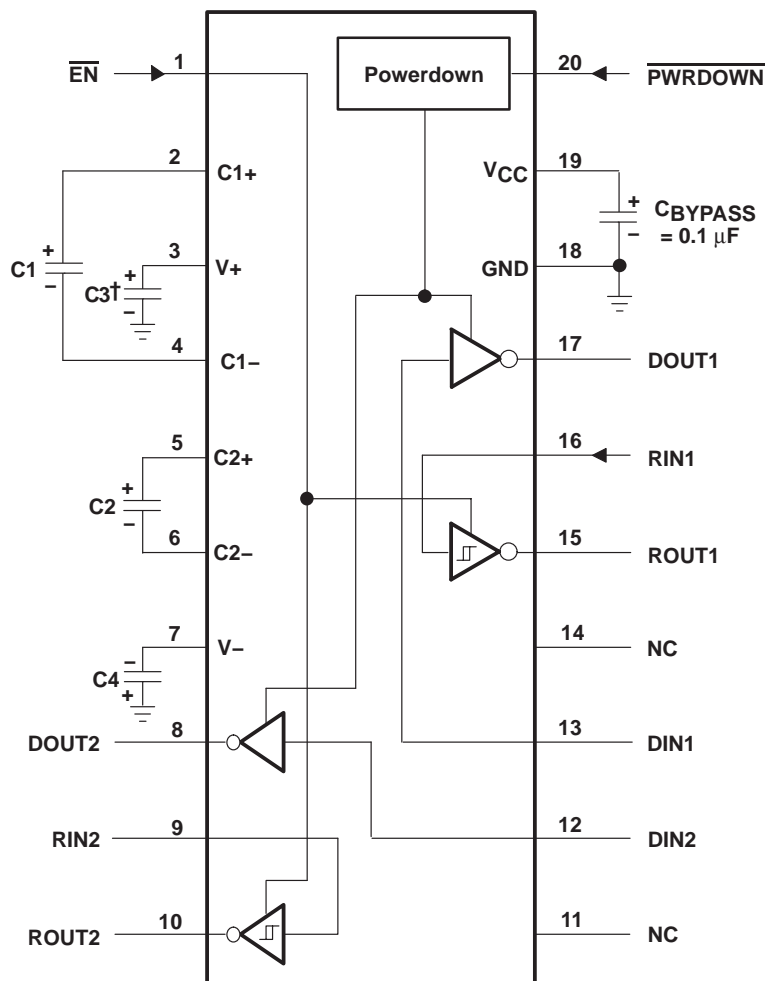 EN
1
Powerdown
20
PWRDOWN
2
C1+
VCC
19
+
CBYPASS
–
= 0.1 μF
+
C1
–
3
V+
+
C3†
–
GND
18
4
C1–
17
DOUT1
5
C2+
16
RIN1
+
C2
–
6
C2–
15
ROUT1
7
V–
14
NC
–
C4
+
DOUT2
8
13
DIN1
RIN2
9
12
DIN2
ROUT2
10
11
NC